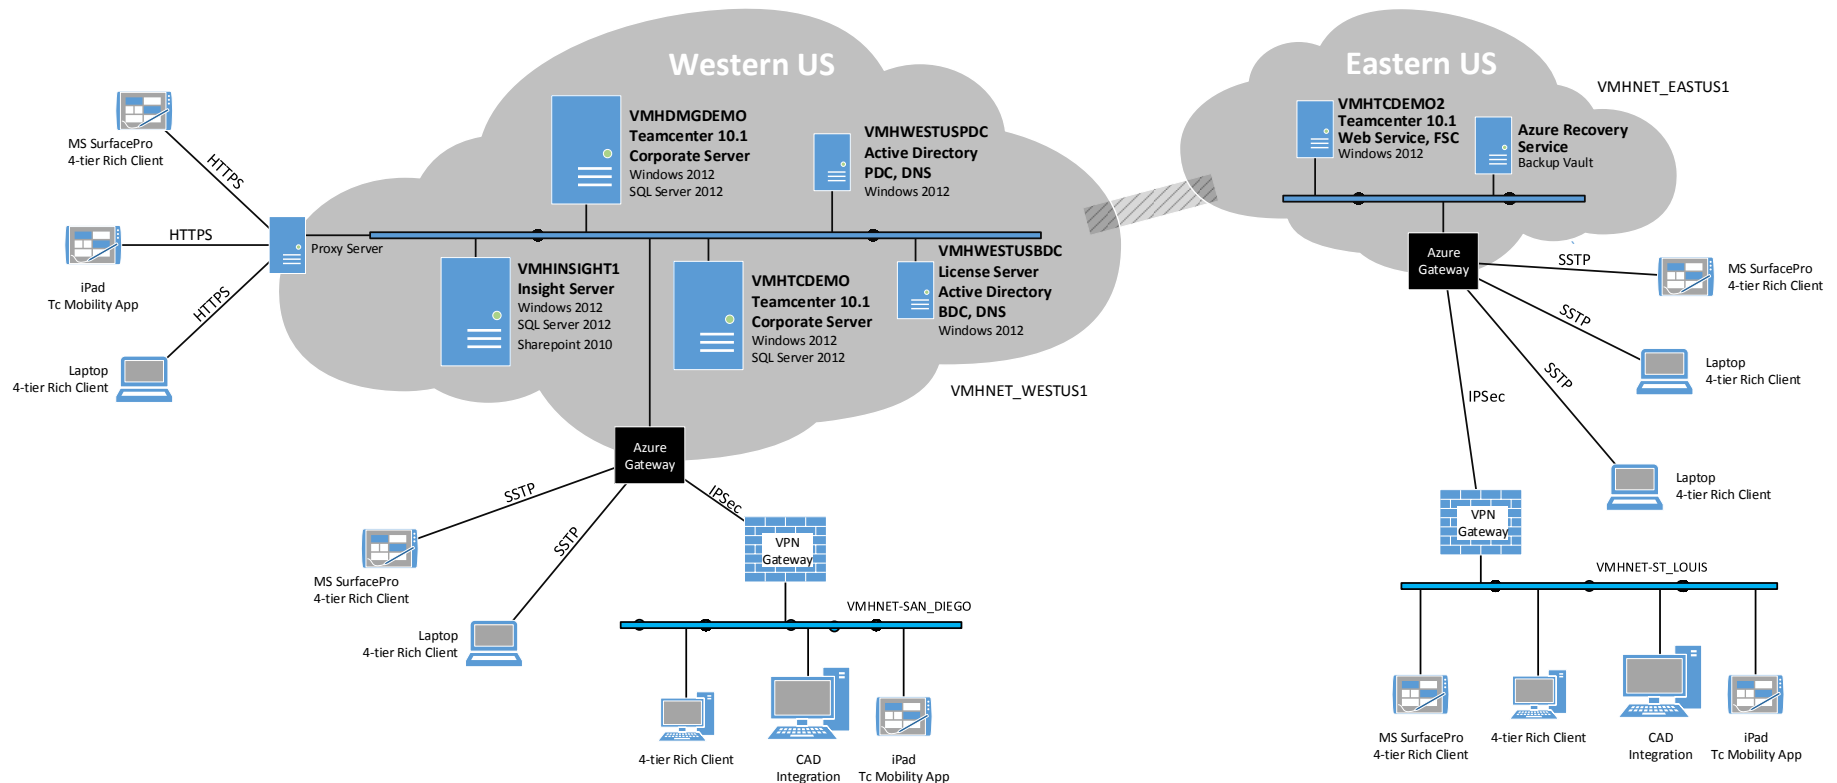 Western US
Eastern US
VMHNET_EASTUS1
VMHDMGDEMO
Teamcenter 10.1
Corporate Server
Windows 2012
SQL Server 2012
VMHWESTUSPDC
Active Directory
PDC, DNS
Windows 2012
VMHTCDEMO2
Teamcenter 10.1
Web Service, FSC
Windows 2012
Azure Recovery
Service
Backup Vault
MS SurfacePro
4-tier Rich Client
HTTPS
HTTPS
HTTPS
iPad
Tc Mobility App
Laptop
4-tier Rich Client
Proxy Server
VMHINSIGHT1
Insight Server
Windows 2012
SQL Server 2012
Sharepoint 2010
VMHTCDEMO
Teamcenter 10.1
Corporate Server
Windows 2012
SQL Server 2012
VMHWESTUSBDC
License Server
Active Directory
BDC, DNS
Windows 2012
VMHNET_WESTUS1
Azure
Gateway
SSTP
SSTP
IPSec
MS SurfacePro
4-tier Rich Client
Laptop
4-tier Rich Client
VPN
Gateway
VMHNET-SAN_DIEGO
4-tier Rich Client
CAD
Integration
iPad
Tc Mobility App
Azure
Gateway
SSTP
SSTP
SSTP
IPSec
MS SurfacePro
4-tier Rich Client
Laptop
4-tier Rich Client
Laptop
4-tier Rich Client
VPN
Gateway
VMHNET-ST_LOUIS
MS SurfacePro
4-tier Rich Client
4-tier Rich Client
CAD
Integration
iPad
Tc Mobility App